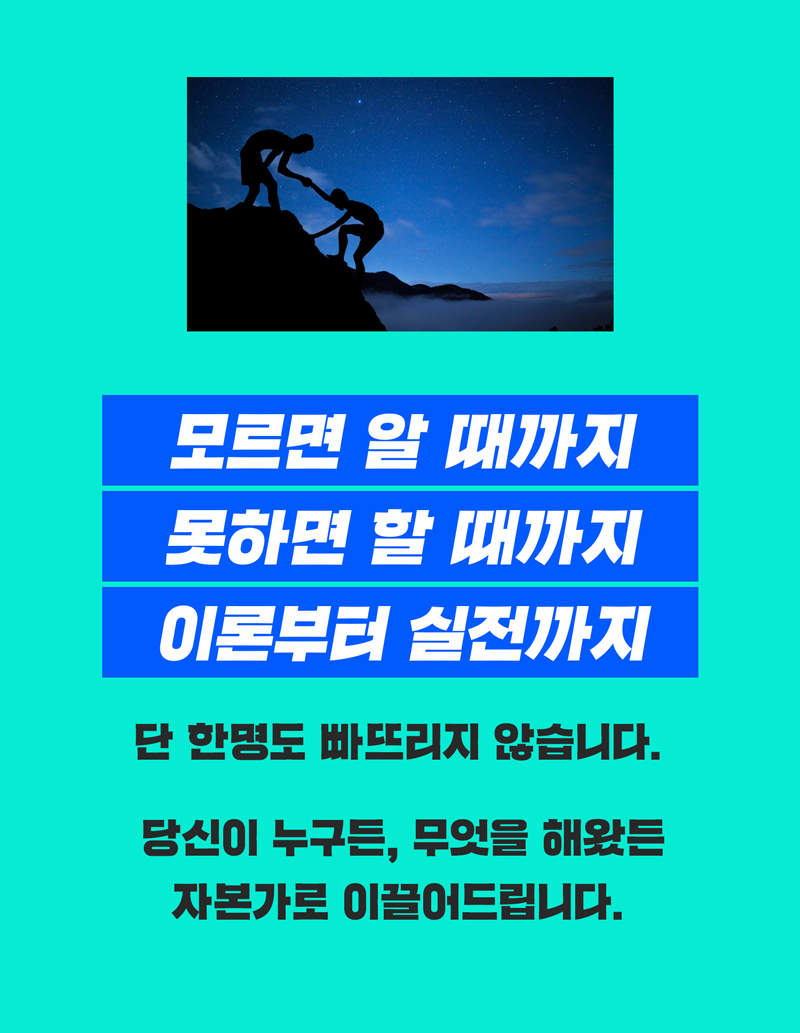 모르면 알 때까지
못하면 할 때까지
이론부터 실전까지
단 한명도 빠뜨리지 않습니다.
당신이 누구든, 무엇을 해왔든
자본가로 이끌어드립니다.